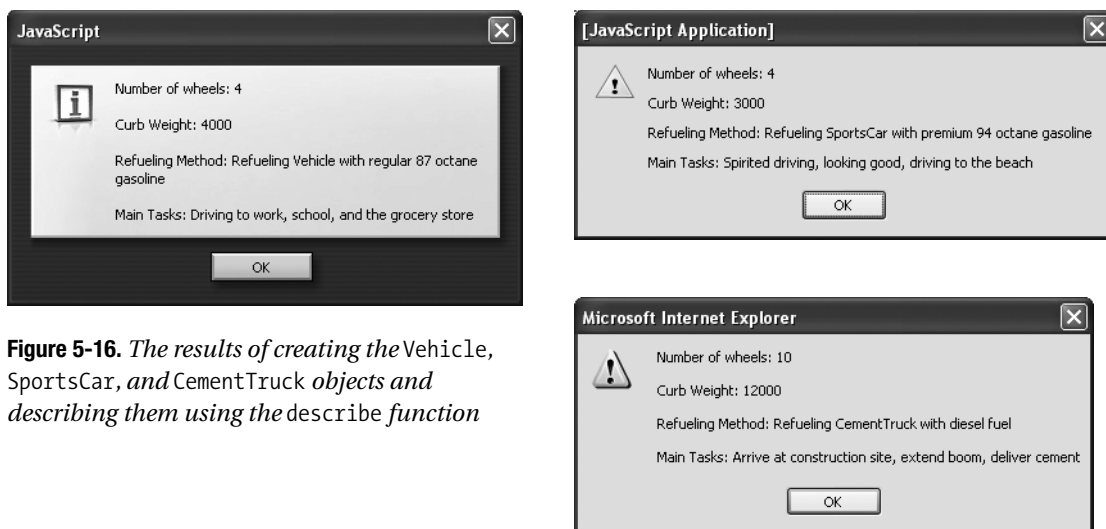 JavaScript
Number of wheels: 4
Curb Weight: 4000
Refueling Method: Refueling Vehicle with regular 87 octane
gasoline
Main Tasks: Driving to work, school, and the grocery store
OK
[JavaScript Application]
Number of wheels: 4
Curb Weight: 3000
Refueling Method: Refueling SportsCar with premium 94 octane gasoline
Main Tasks: Spirited driving, looking good, driving to the beach
OK
Microsoft Internet Explorer
Number of wheels: 10
Curb Weight: 12000
Refueling Method: Refueling CementTruck with diesel fuel
Main Tasks: Arrive at construction site, extend boom, deliver cement
OK
Figure 5-16. The results of creating the Vehicle,
SportsCar, and CementTruck objects and
describing them using the describe function